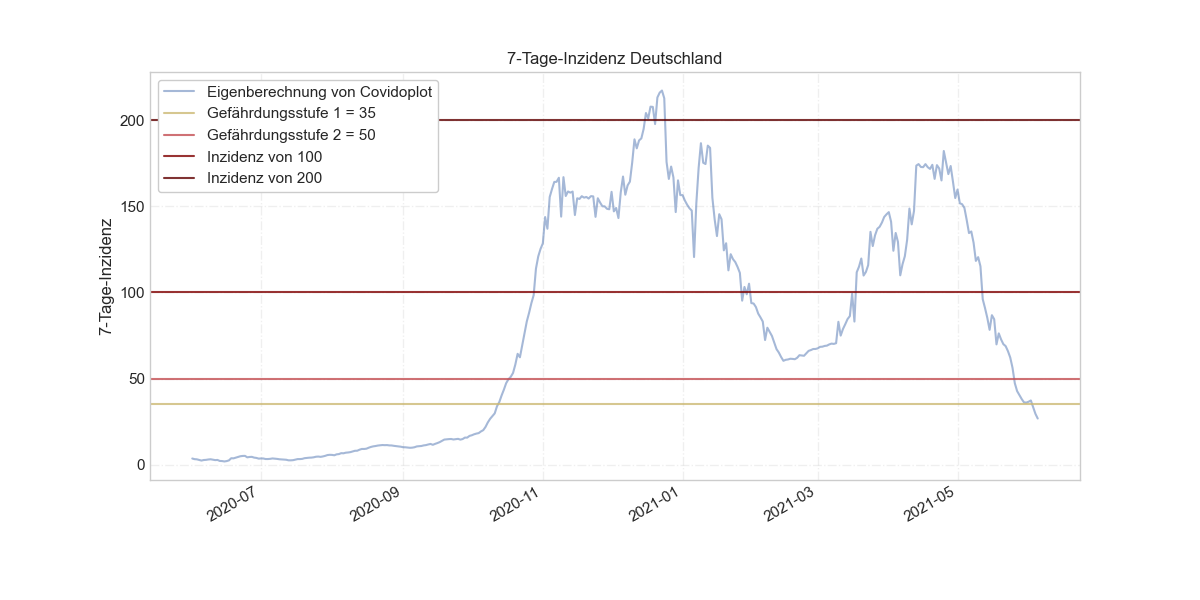 7-Tage-Inzidenz Deutschland
Eigenberechnung von Covidoplot
Gefährdungsstufe 1 = 35
Gefährdungsstufe 2 = 50
Inzidenz von 100
Inzidenz von 200
7-Tage-Inzidenz
200
150
100
50
0
2020-07
2020-09
2020-11
2021-01
2021-03
2021-05